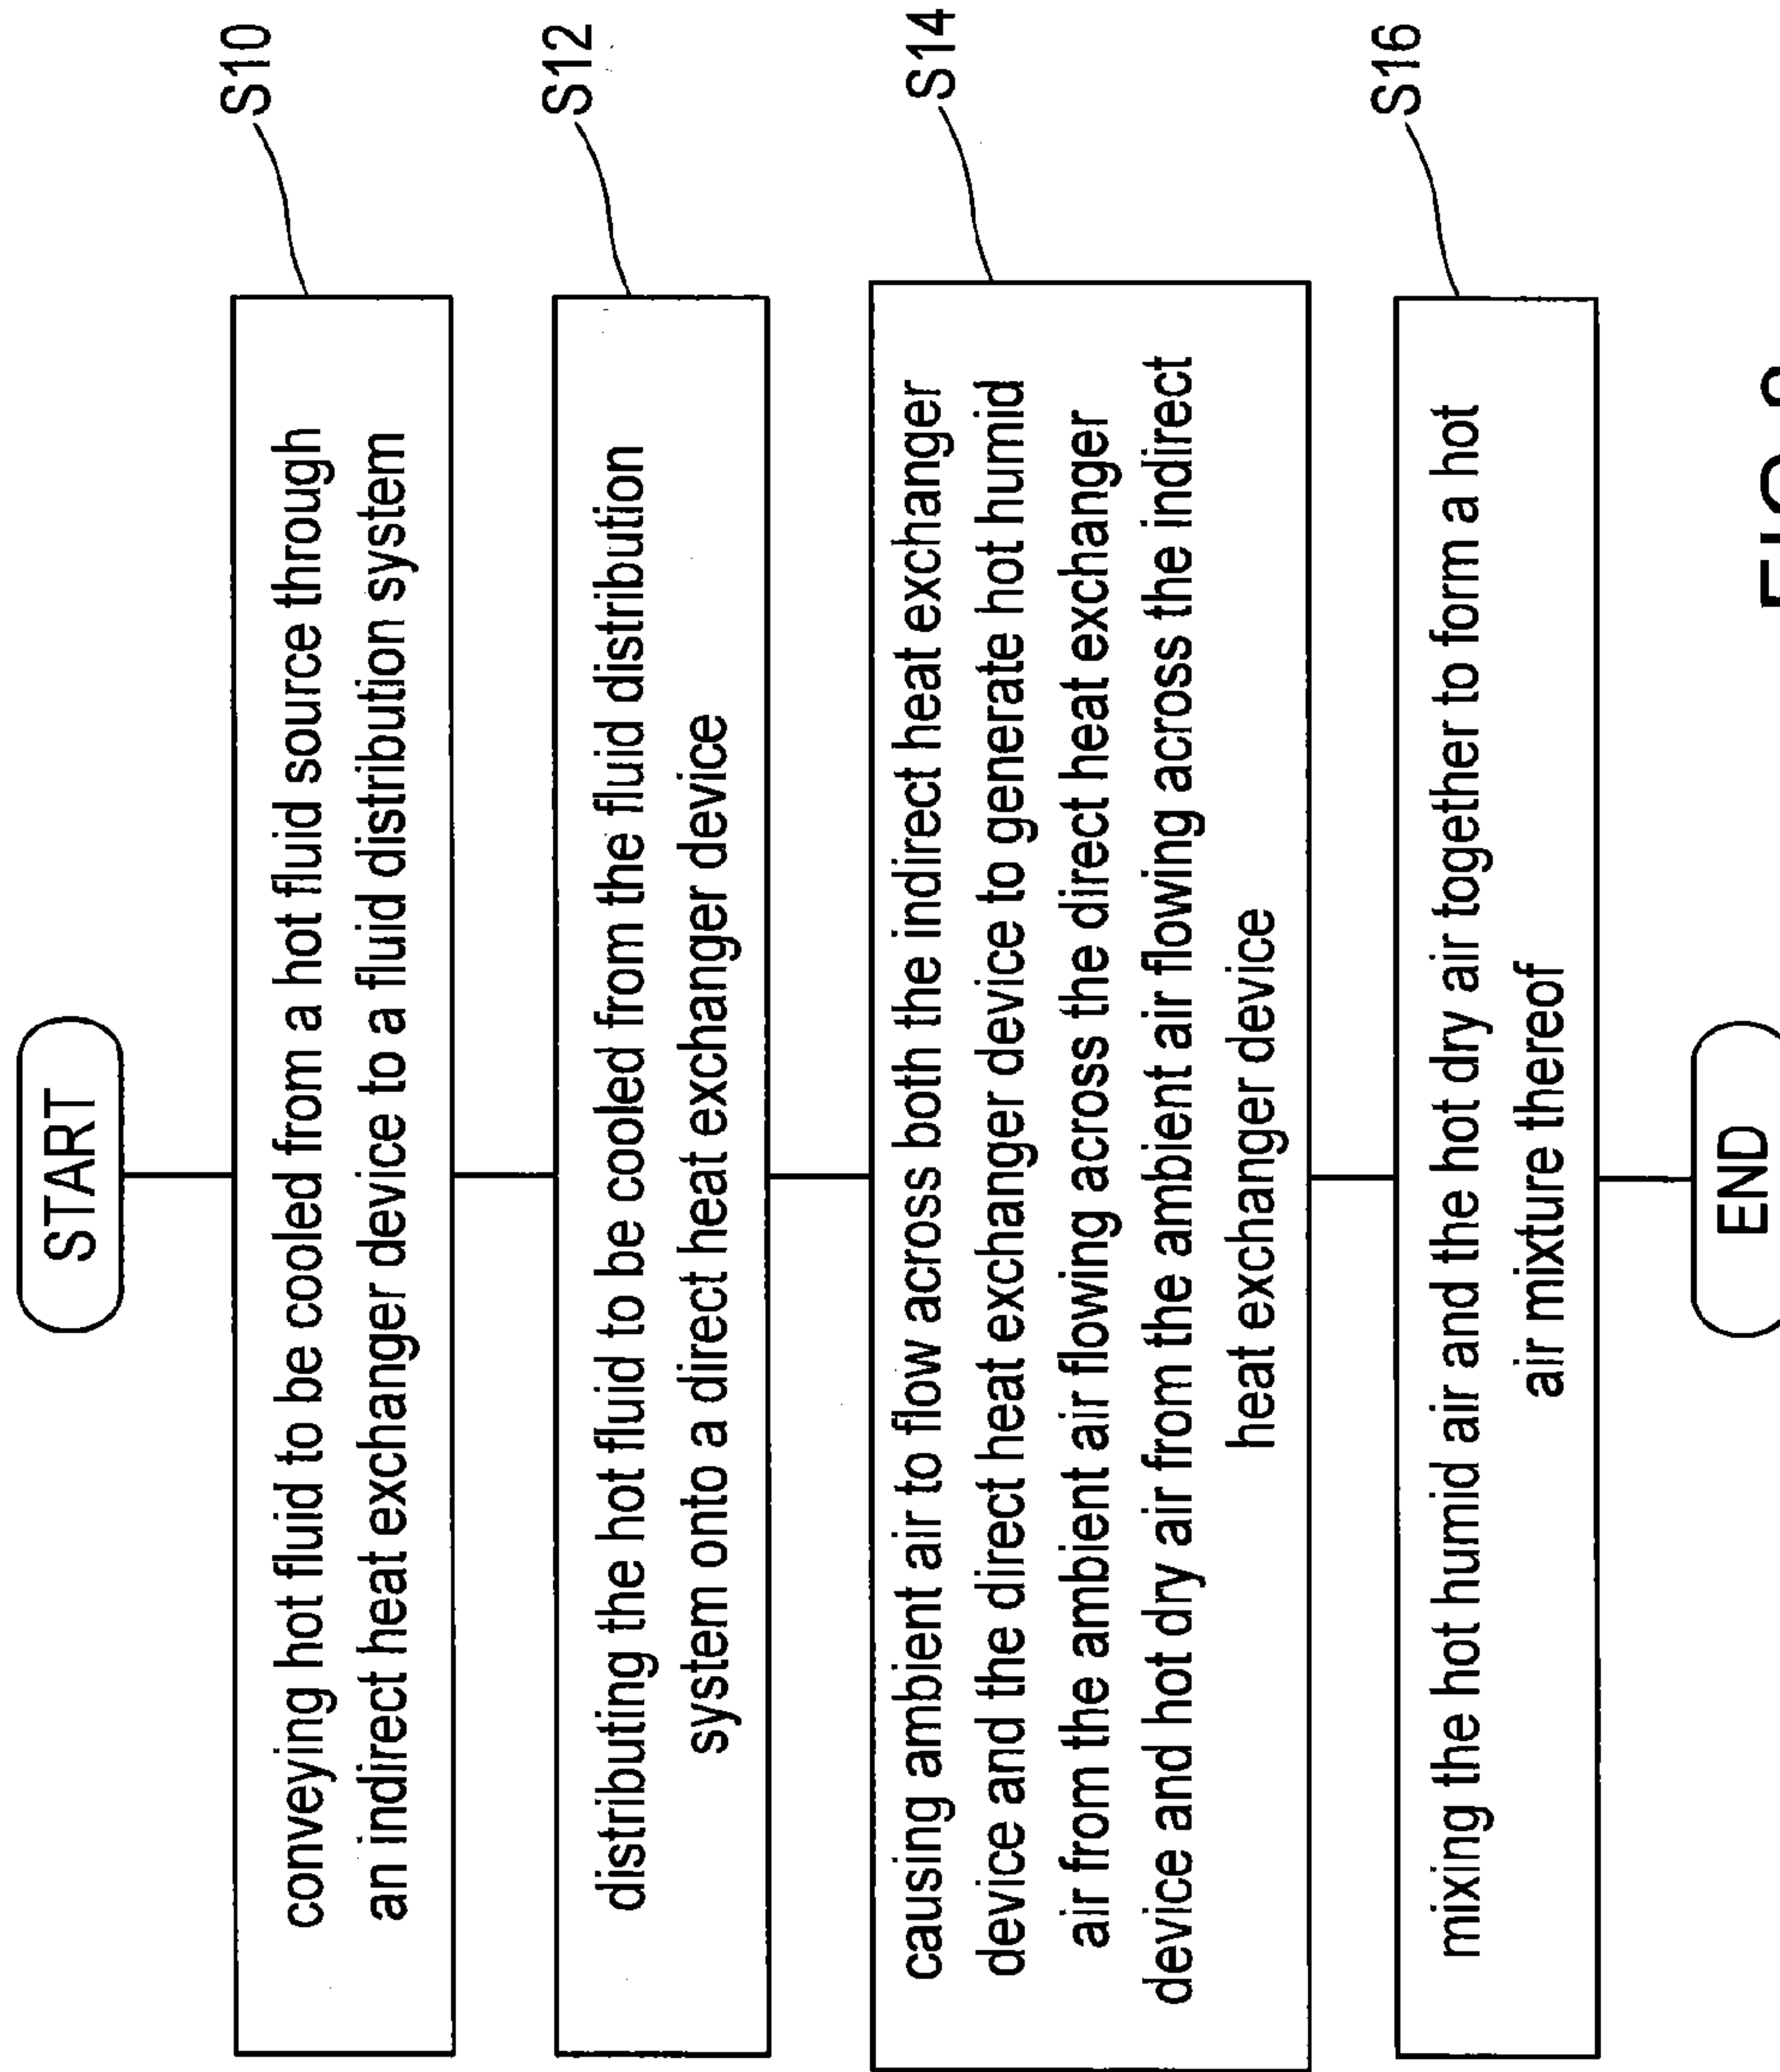 START
conveying hot fluid to be cooled from a hot fluid source through
an indirect heat exchanger device to a fluid distribution system
S10
distributing the hot fluid to be cooled from the fluid distribution
system onto a direct heat exchanger device
S12
causing ambient air to flow across both the indirect heat exchanger
device and the direct heat exchanger device to generate hot humid
air from the ambient air flowing across the direct heat exchanger
device and hot dry air from the ambient air flowing across the indirect
heat exchanger device
S14
mixing the hot humid air and the hot dry air together to form a hot
air mixture thereof
S16
END